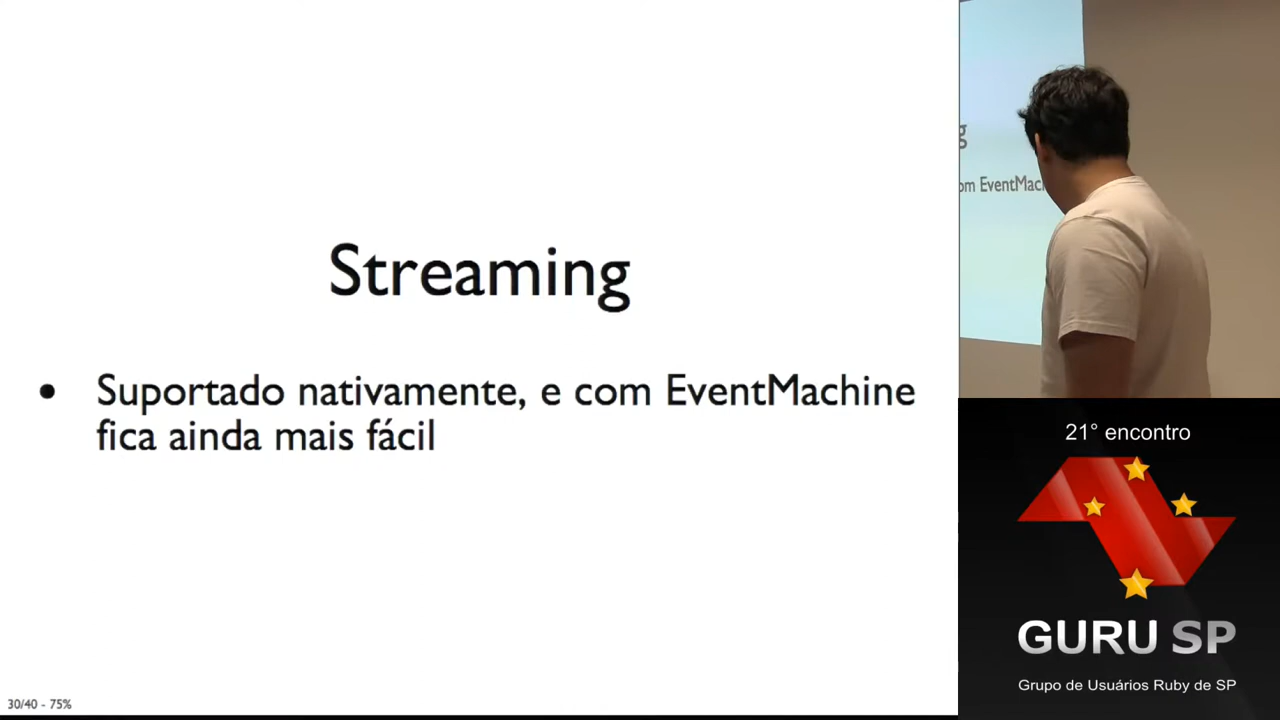 Streaming
• Suportado nativamente, e com EventMachine
fica ainda mais fácil
30/40 - 75%
g
om EventMac
21° encontro
GURU SP
Grupo de Usuários Ruby de SP